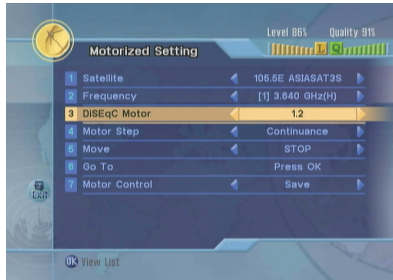 Level 86% Quality 91%
L Q
Motorized Setting
1 Satellite 105.5E ASIASAT3S
2 Frequency [1] 3.840 GHz(H)
3 DiSEqC Motor 1.2
4 Motor Step Continuance
5 Move STOP
6 Go To Press OK
7 Motor Control Save
Exit
OK View List